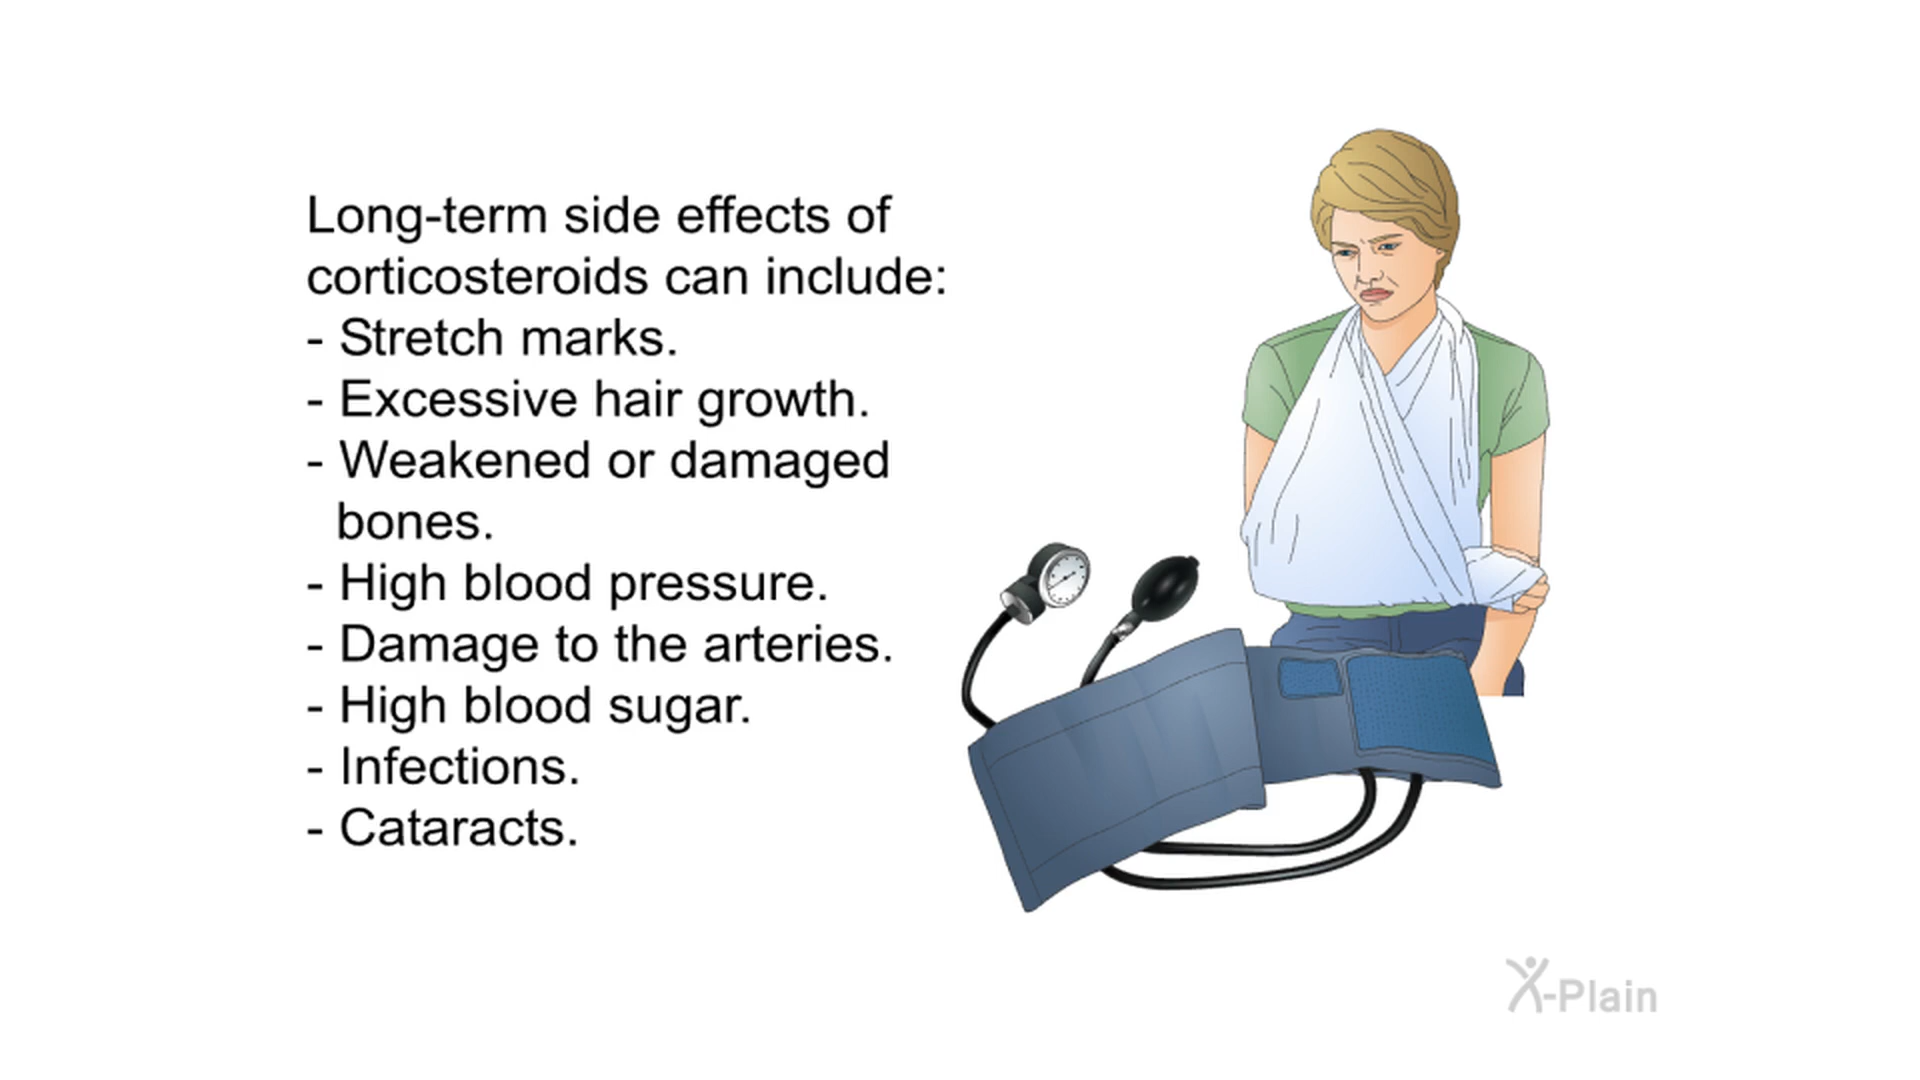 Long-term side effects of
corticosteroids can include:
- Stretch marks.
- Excessive hair growth.
- Weakened or damaged
bones.
- High blood pressure.
- Damage to the arteries.
- High blood sugar.
- Infections.
- Cataracts.
X-Plain